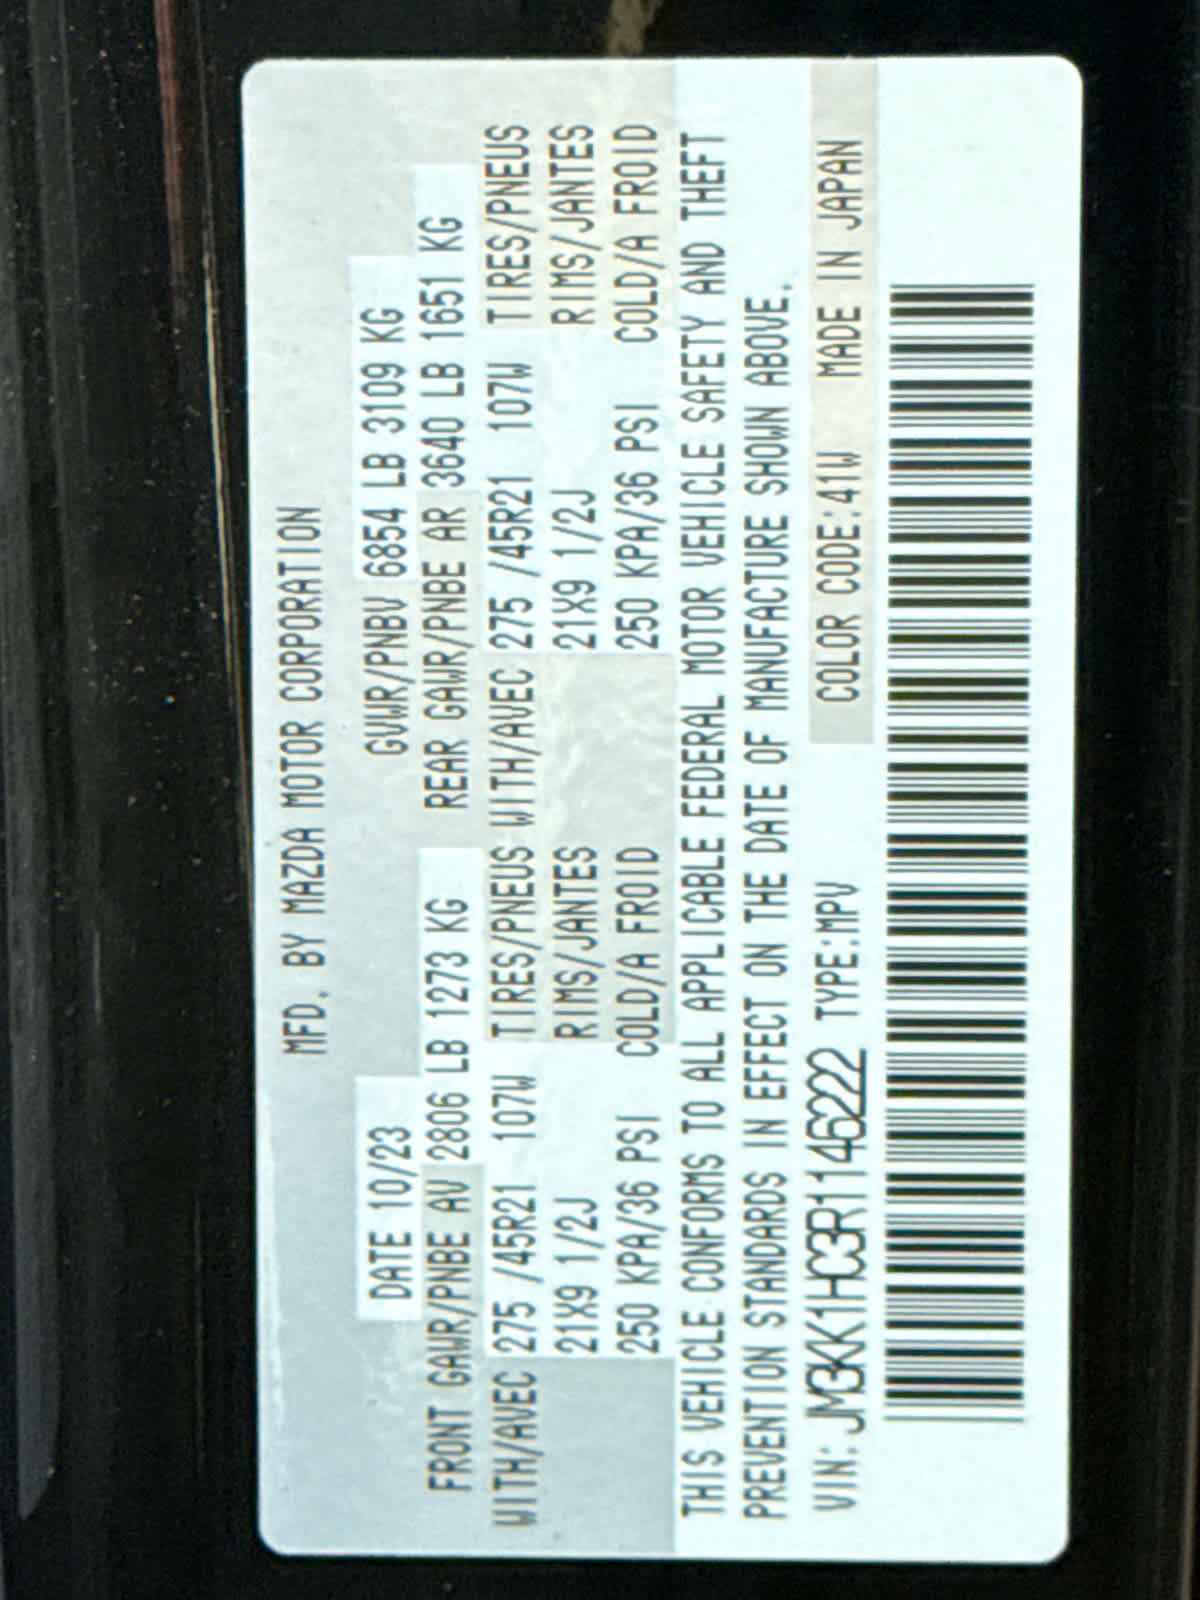 MFD. BY MAZDA MOTOR CORPORATION
DATE 10/23 GVWR/PNBV 6854 LB 3109 KG
FRONT GAWR/PNBE AV 2806 LB 1273 KG REAR GAWR/PNBE AR 3640 LB 1651 KG
WITH/AVEC 275 /45R21 107W TIRES/PNEUS WITH/AVEC 275 /45R21 107W TIRES/PNEUS
21X9 1/2J RIMS/JANTES 21X9 1/2J RIMS/JANTES
250 KPA/36 PSI COLD/A FROID 250 KPA/36 PSI COLD/A FROID
THIS VEHICLE CONFORMS TO ALL APPLICABLE FEDERAL MOTOR VEHICLE SAFETY AND THEFT
PREVENTION STANDARDS IN EFFECT ON THE DATE OF MANUFACTURE SHOWN ABOVE.
VIN: JM3KK1HC3R1146222 TYPE:MPV COLOR CODE:41W MADE IN JAPAN